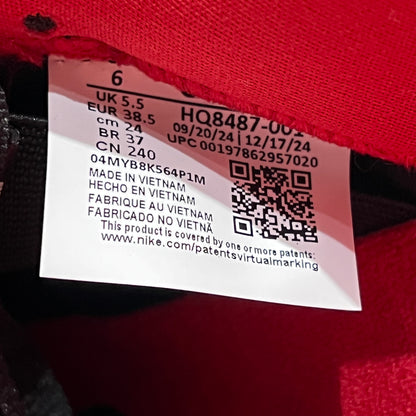 6
UK 5.5
EUR 38.5
cm 24
BR 37
CN 240
HQ8487-001
09/20/24 | 12/17/24
UPC 00197862957020
04MYB8K564P1M
MADE IN VIETNAM
HECHO EN VIETNAM
FABRIQUE AU VIETNAM
FABRICADO NO VIETNÃ
This product is covered by one or more patents:
www.nike.com/patentsvirtualmarking